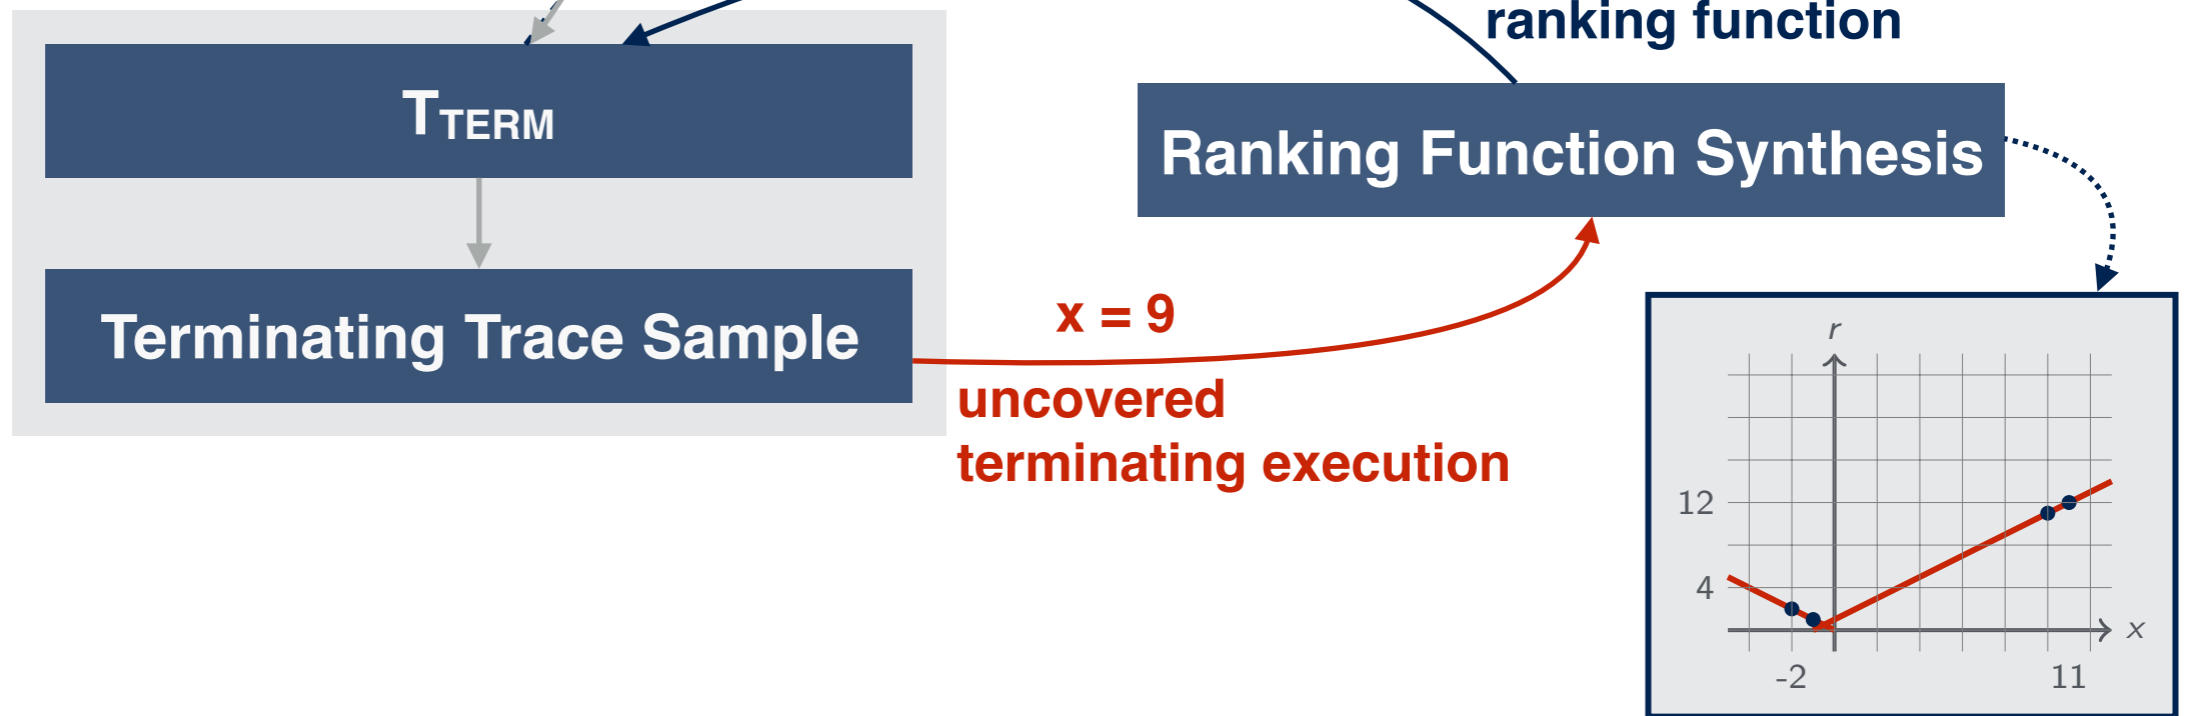 ranking function
TTERM
Ranking Function Synthesis
Terminating Trace Sample
x = 9
uncovered
terminating execution
r
12
4
x
-2
11